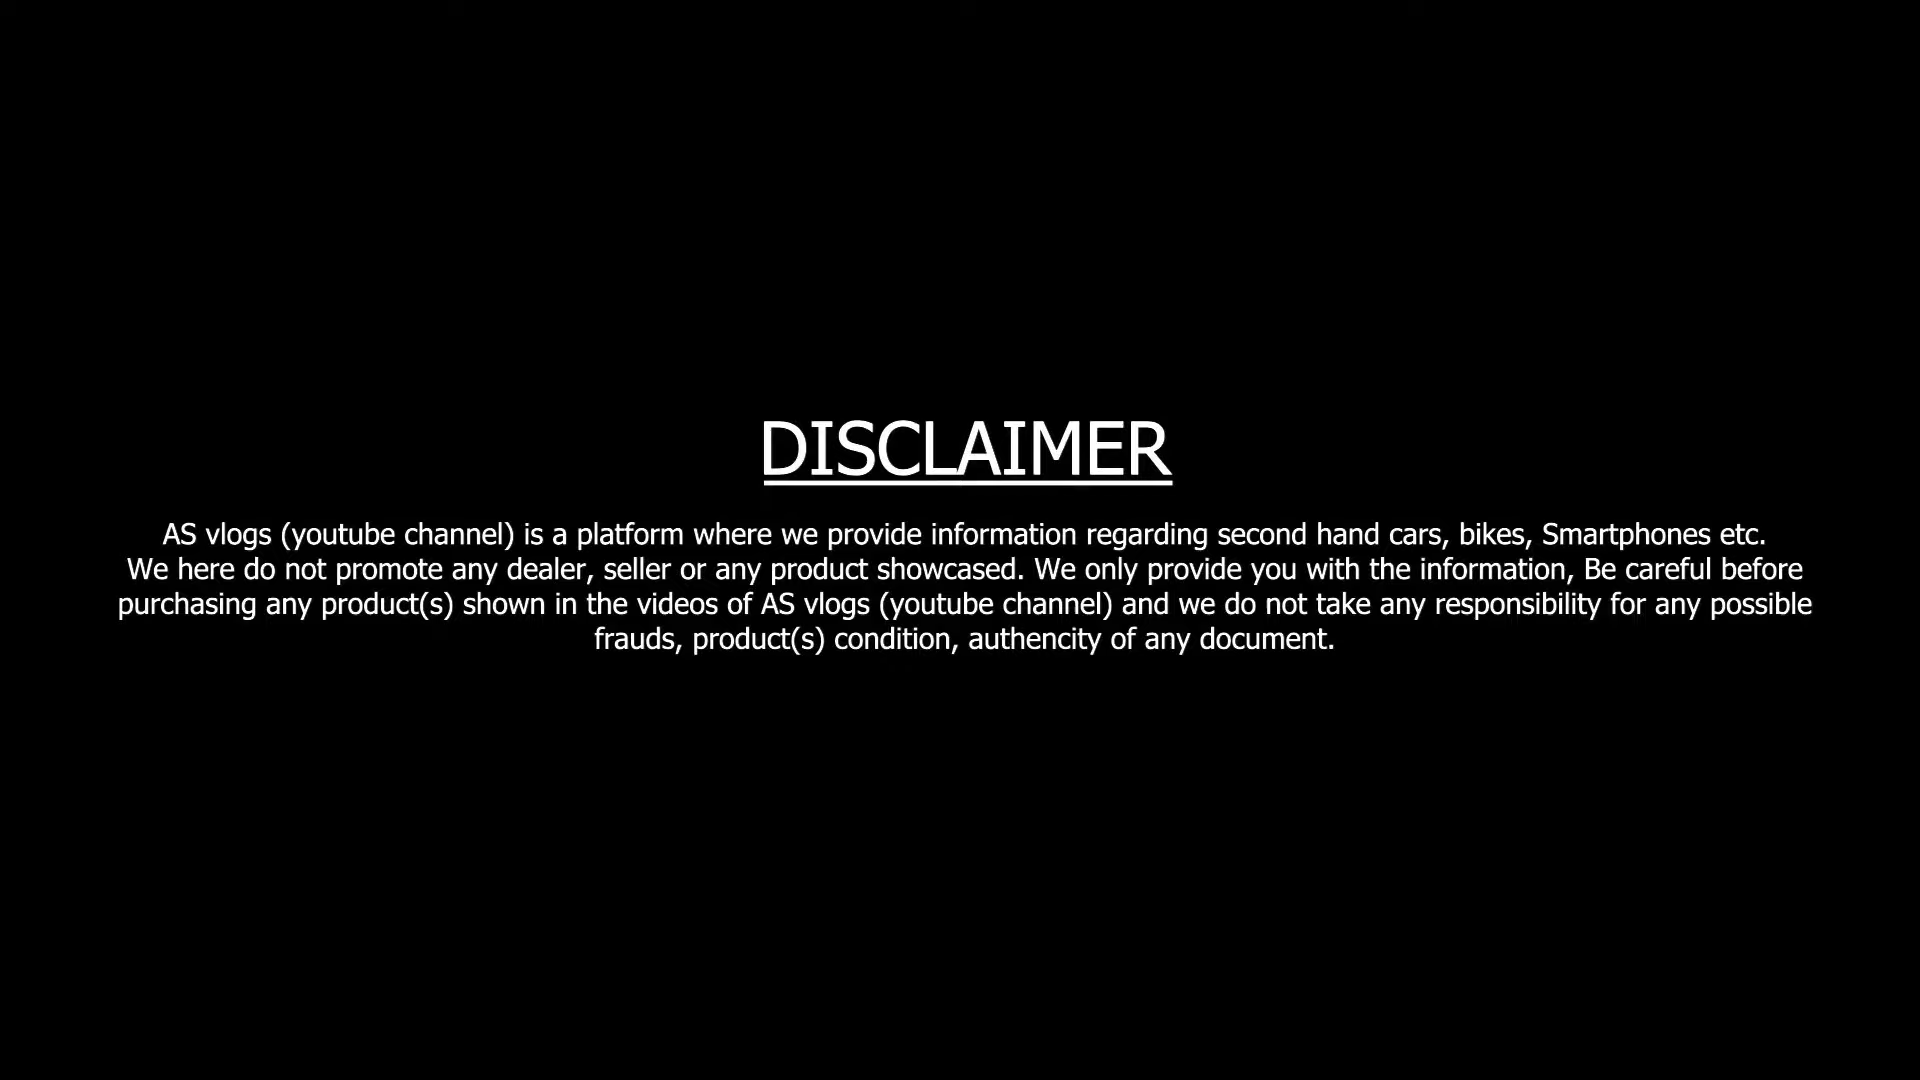 DISCLAIMER
AS vlogs (youtube channel) is a platform where we provide information regarding second hand cars, bikes, Smartphones etc.
We here do not promote any dealer, seller or any product showcased. We only provide you with the information, Be careful before
purchasing any product(s) shown in the videos of AS vlogs (youtube channel) and we do not take any responsibility for any possible
frauds, product(s) condition, authencity of any document.